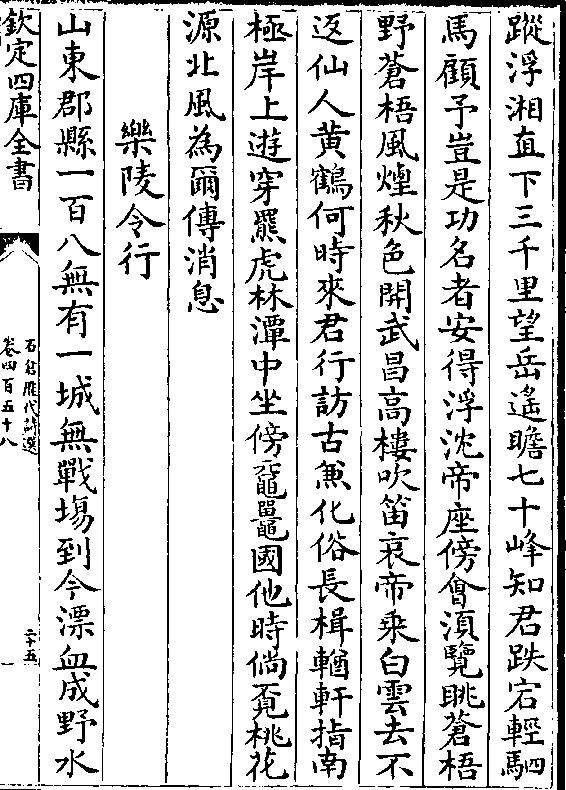 蹤浮湘直下三千里望岳遙瞻七十峰知君跌宕輕駟
馬顧予豈是功名者安得浮沈帝座傍會湏覽眺蒼梧
野蒼梧風煙秋色開武昌高樓吹笛哀帝乘白雲去不
返仙人黄鶴何時來君行訪古兼化俗長楫輶軒指南
極岸上遊穿羆虎林潭中坐傍黿鼉國他時倘覔桃花
源北風為爾傳消息
樂陵令行
山東郡縣一百八無有一城無戰場到今漂血成野水
欽定四庫全書
石倉歷代詩選
卷四百五十八
二十五